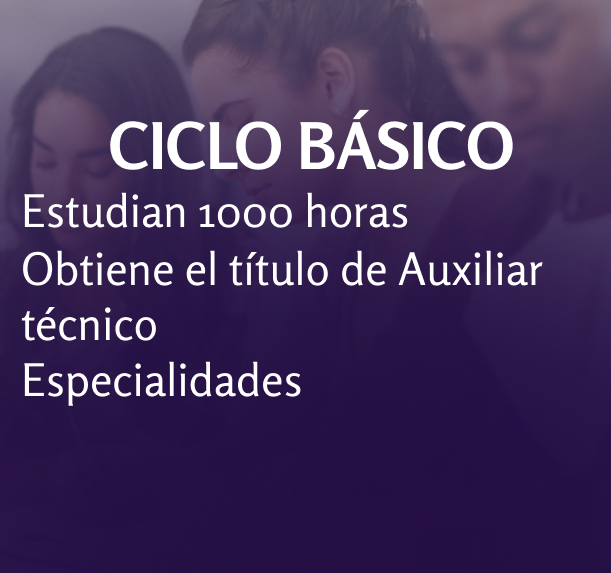 CICLO BÁSICO
Estudian 1000 horas
Obtiene el título de Auxiliar
técnico
Especialidades